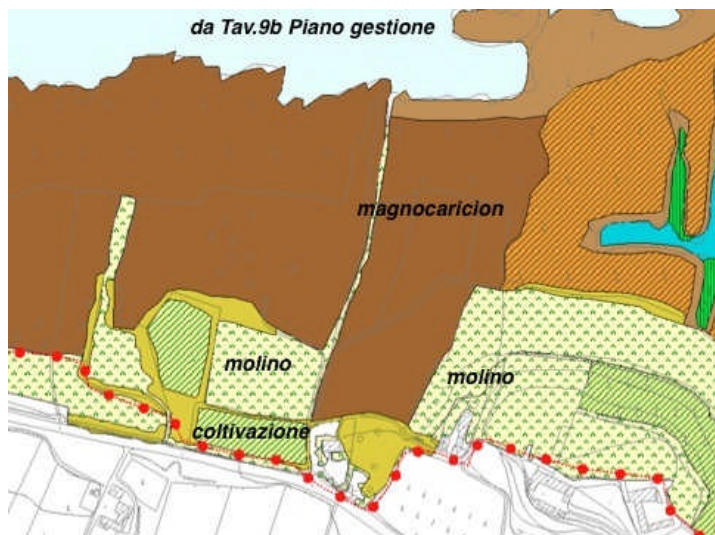 da Tav.9b Piano gestione
magnocaricion
molino
molino
coltivazione